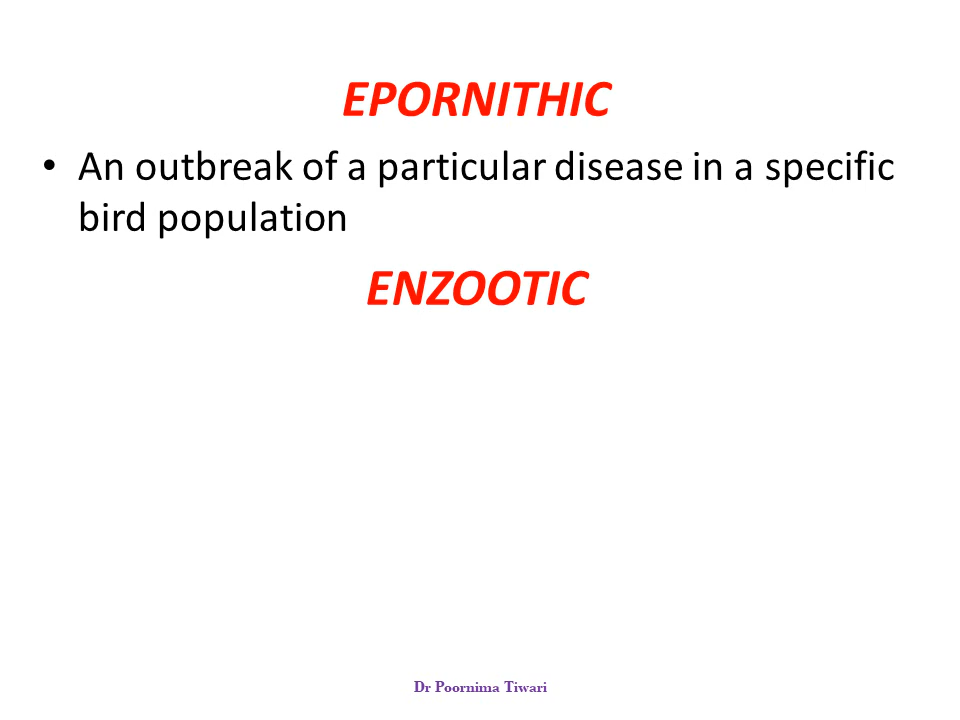 EPORNITHIC
• An outbreak of a particular disease in a specific
bird population
ENZOOTIC
Dr Poornima Tiwari